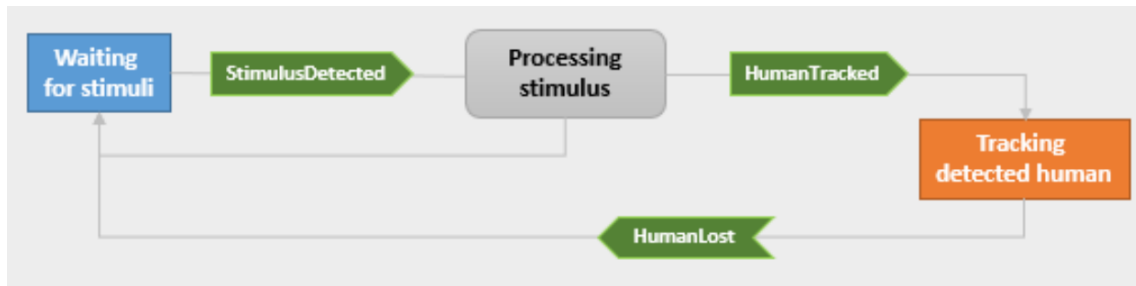 Waiting
for stimuli
StimulusDetected
Processing
stimulus
HumanTracked
Tracking
detected human
HumanLost